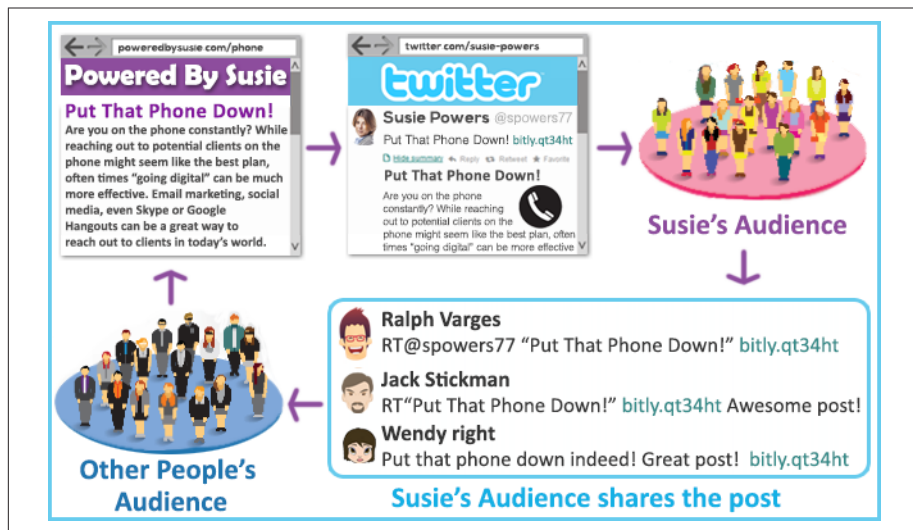 poweredbysusie com/phone
Powered By Susie
Put That Phone Down!
Are you on the phone constantly? While
reaching out to potential clients on the
phone might seem like the best plan,
often times "going digital" can be much
more effective. Email marketing, social
media, even Skype or Google
Hangouts can be a great way to
reach out to clients in today's world.
twitter com/susie-powers
twitter
Susie Powers @spowers77
Put That Phone Down! bitly.qt34ht
Hide summary Reply Retweet Favorite
Put That Phone Down!
Are you on the phone
constantly? While reaching
out to potential clients on the
phone might seem like the best plan, often
times "going digital" can be more effective
Susie's Audience
Ralph Varges
RT@spowers77 “Put That Phone Down!” bitly.qt34ht
Jack Stickman
RT“Put That Phone Down!” bitly.qt34ht Awesome post!
Wendy right
Put that phone down indeed! Great post! bitly.qt34ht
Susie's Audience shares the post
Other People's
Audience